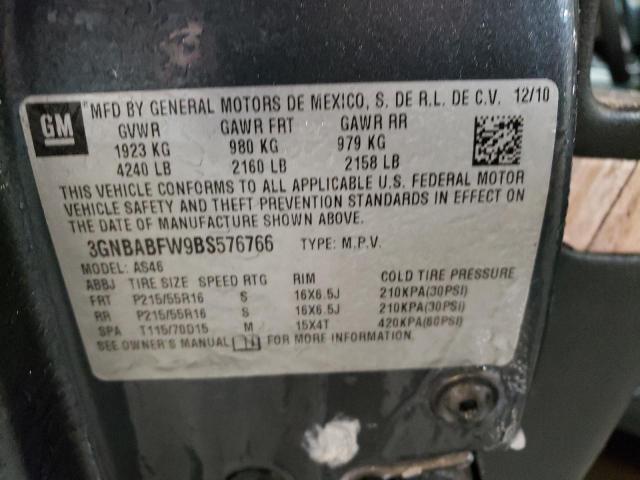 GM
MFD BY GENERAL MOTORS DE MEXICO, S. DE R.L. DE C.V. 12/10
GVWR GAWR FRT GAWR RR
1923 KG 980 KG 979 KG
4240 LB 2160 LB 2158 LB
THIS VEHICLE CONFORMS TO ALL APPLICABLE U.S. FEDERAL MOTOR
VEHICLE SAFETY AND THEFT PREVENTION STANDARDS IN EFFECT ON
THE DATE OF MANUFACTURE SHOWN ABOVE.
3GNBABFW9BS576766 TYPE: M.P.V.
MODEL: AS46
ABBJ TIRE SIZE SPEED RTG RIM COLD TIRE PRESSURE
FRT P215/55R16 S 16X6.5J 210KPA(30PSI)
RR P215/55R16 S 16X6.5J 210KPA(30PSI)
SPA T115/70D15 M 15X4T 420KPA(60PSI)
SEE OWNER'S MANUAL FOR MORE INFORMATION.